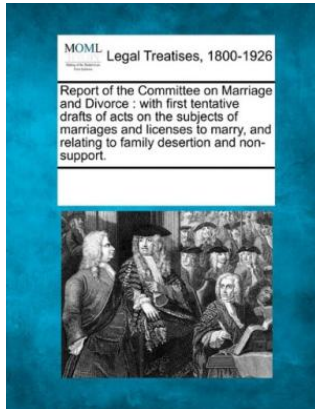 MOML
Legal Treatises, 1800-1926
Report of the Committee on Marriage
and Divorce : with first tentative
drafts of acts on the subjects of
marriages and licenses to marry, and
relating to family desertion and non-
support.